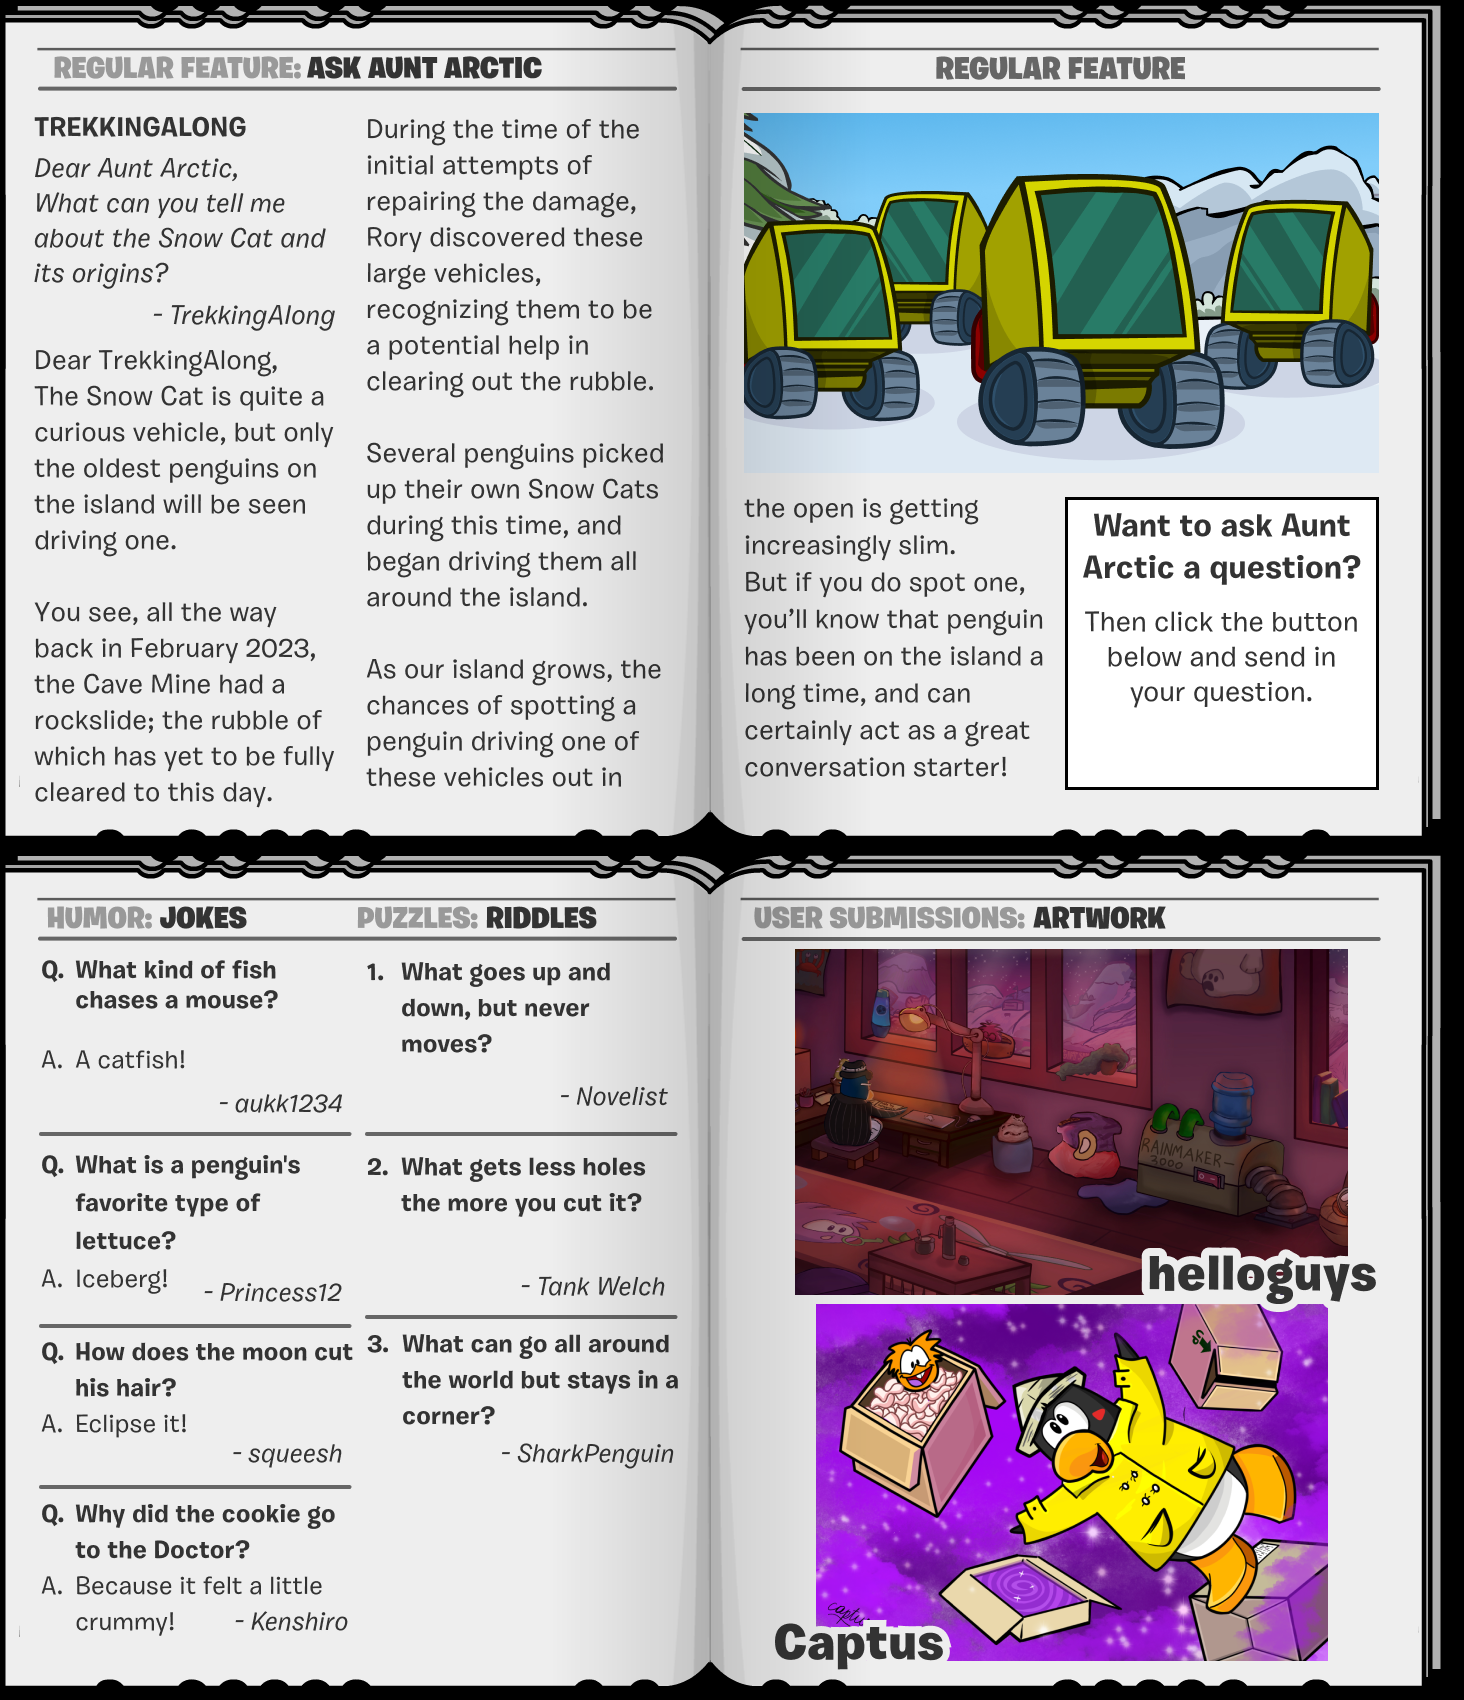 REGULAR FEATURE: ASK AUNT ARCTIC
TREKKINGALONG
Dear Aunt Arctic,
What can you tell me
about the Snow Cat and
its origins?
- TrekkingAlong
Dear TrekkingAlong,
The Snow Cat is quite a
curious vehicle, but only
the oldest penguins on
the island will be seen
driving one.
You see, all the way
back in February 2023,
the Cave Mine had a
rockslide; the rubble of
which has yet to be fully
cleared to this day.
During the time of the
initial attempts of
repairing the damage,
Rory discovered these
large vehicles,
recognizing them to be
a potential help in
clearing out the rubble.
Several penguins picked
up their own Snow Cats
during this time, and
began driving them all
around the island.
As our island grows, the
chances of spotting a
penguin driving one of
these vehicles out in
REGULAR FEATURE
the open is getting
increasingly slim.
But if you do spot one,
you'll know that penguin
has been on the island a
long time, and can
certainly act as a great
conversation starter!
Want to ask Aunt
Arctic a question?
Then click the button
below and send in
your question.
HUMOR: JOKES
Q. What kind of fish
chases a mouse?
A. A catfish!
- aukk1234
Q. What is a penguin's
favorite type of
lettuce?
A. Iceberg!
- Princess12
Q. How does the moon cut
his hair?
A. Eclipse it!
- squeesh
Q. Why did the cookie go
to the Doctor?
A. Because it felt a little
crummy!
- Kenshiro
PUZZLES: RIDDLES
1. What goes up and
down, but never
moves?
- Novelist
2. What gets less holes
the more you cut it?
- Tank Welch
3. What can go all around
the world but stays in a
corner?
- SharkPenguin
USER SUBMISSIONS: ARTWORK
RAINMAKER-
3000
helloguys
Captus